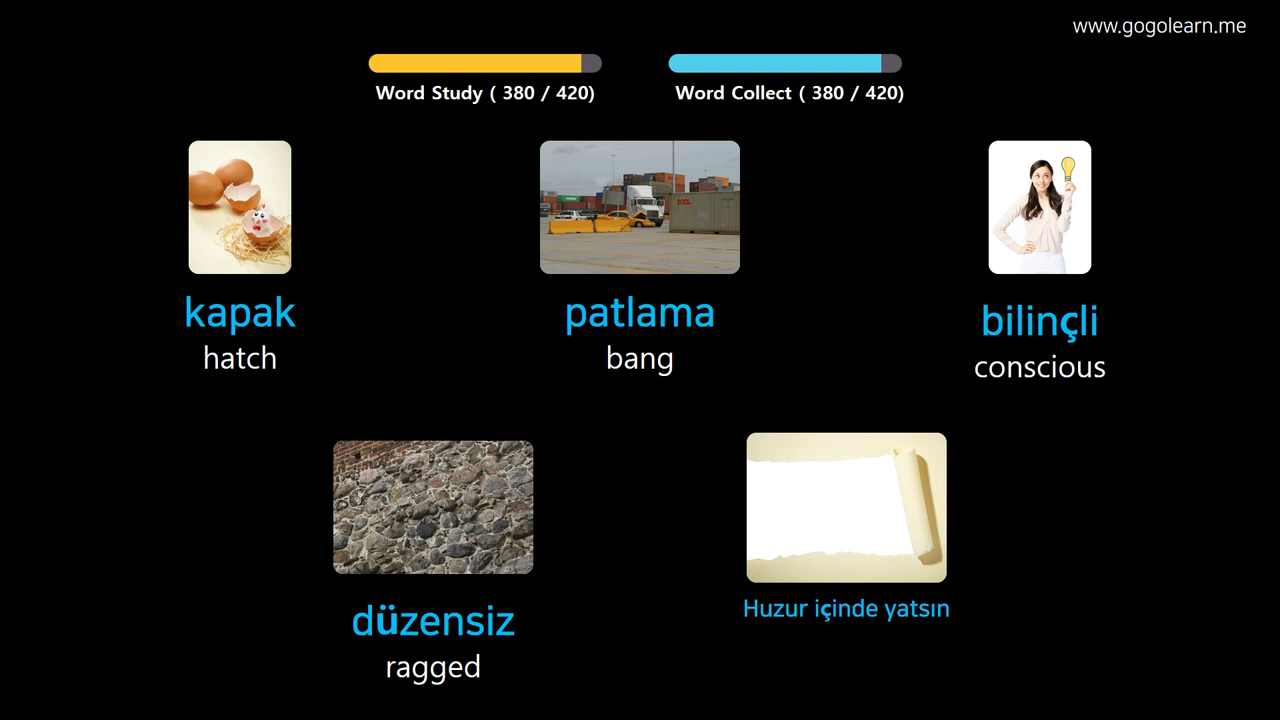 www.gogolearn.me
Word Study ( 380 / 420)
Word Collect ( 380 / 420)
kapak
hatch
patlama
bang
bilinçli
conscious
düzensiz
ragged
Huzur içinde yatsın